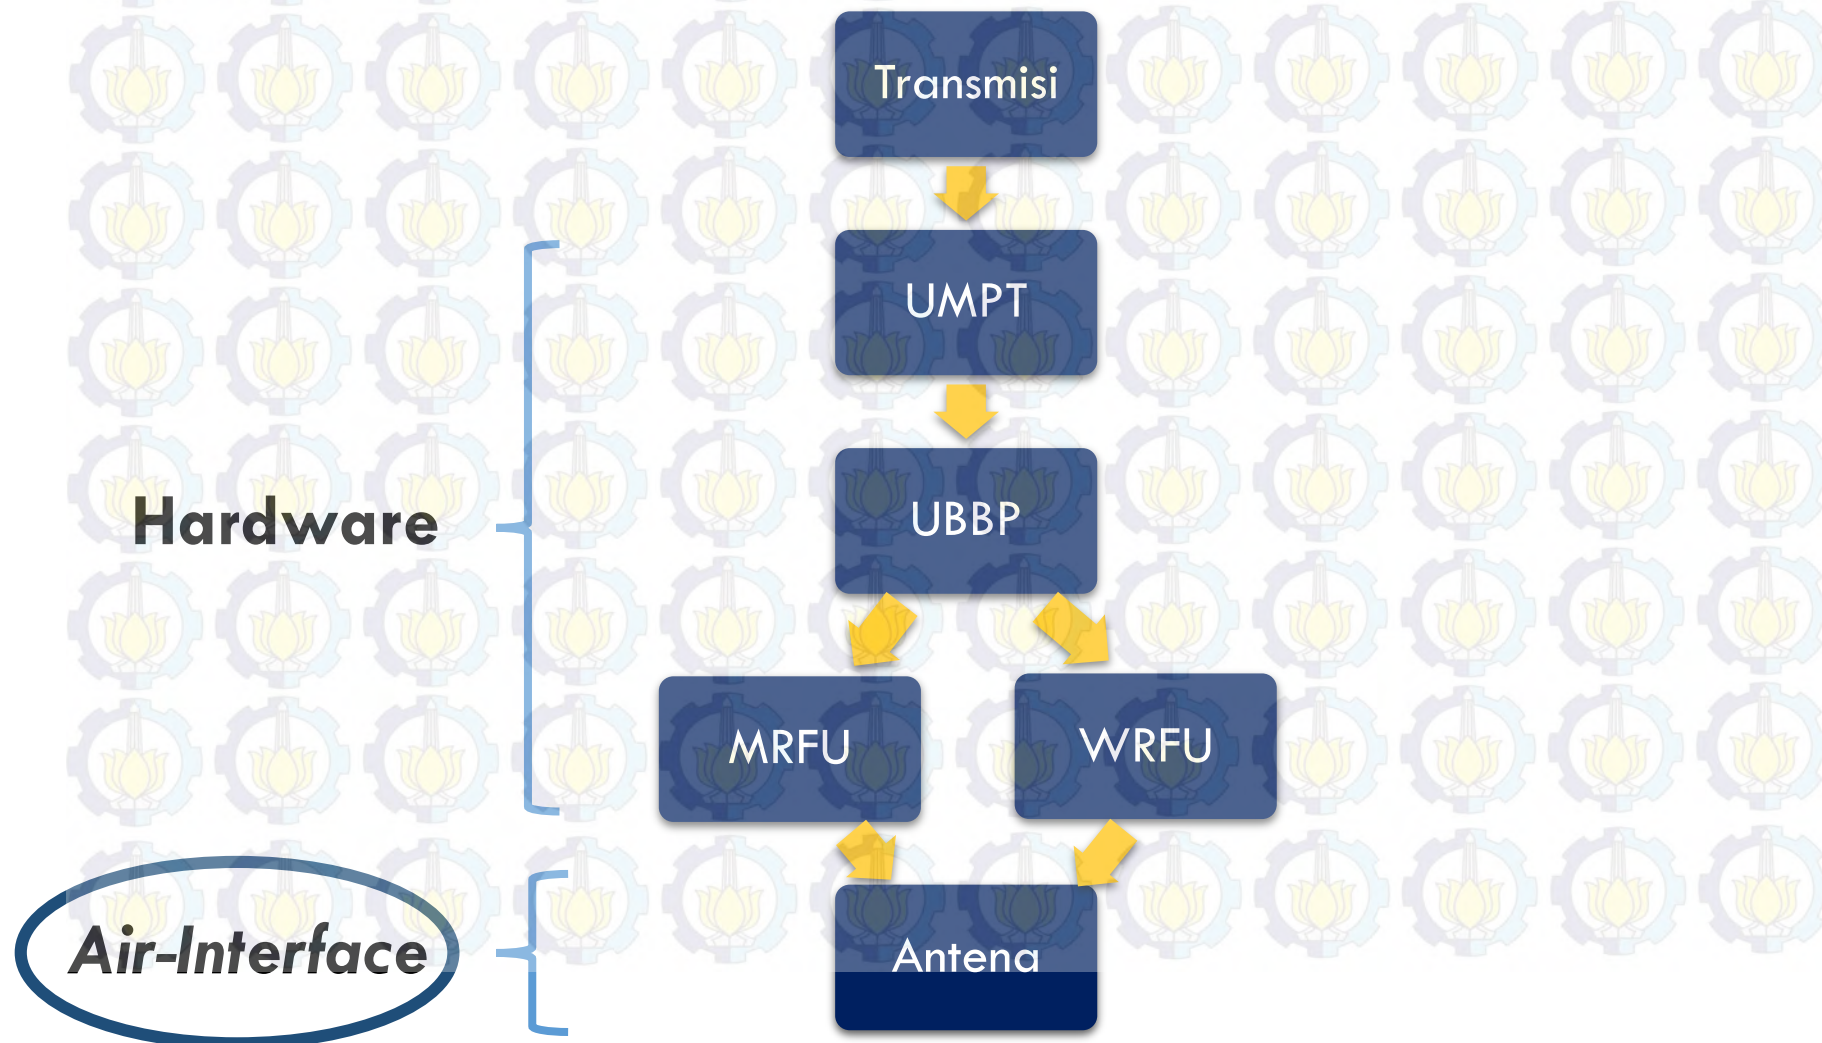 Transmisi
UMPT
Hardware
UBBP
MRFU
WRFU
Air-Interface
Antena